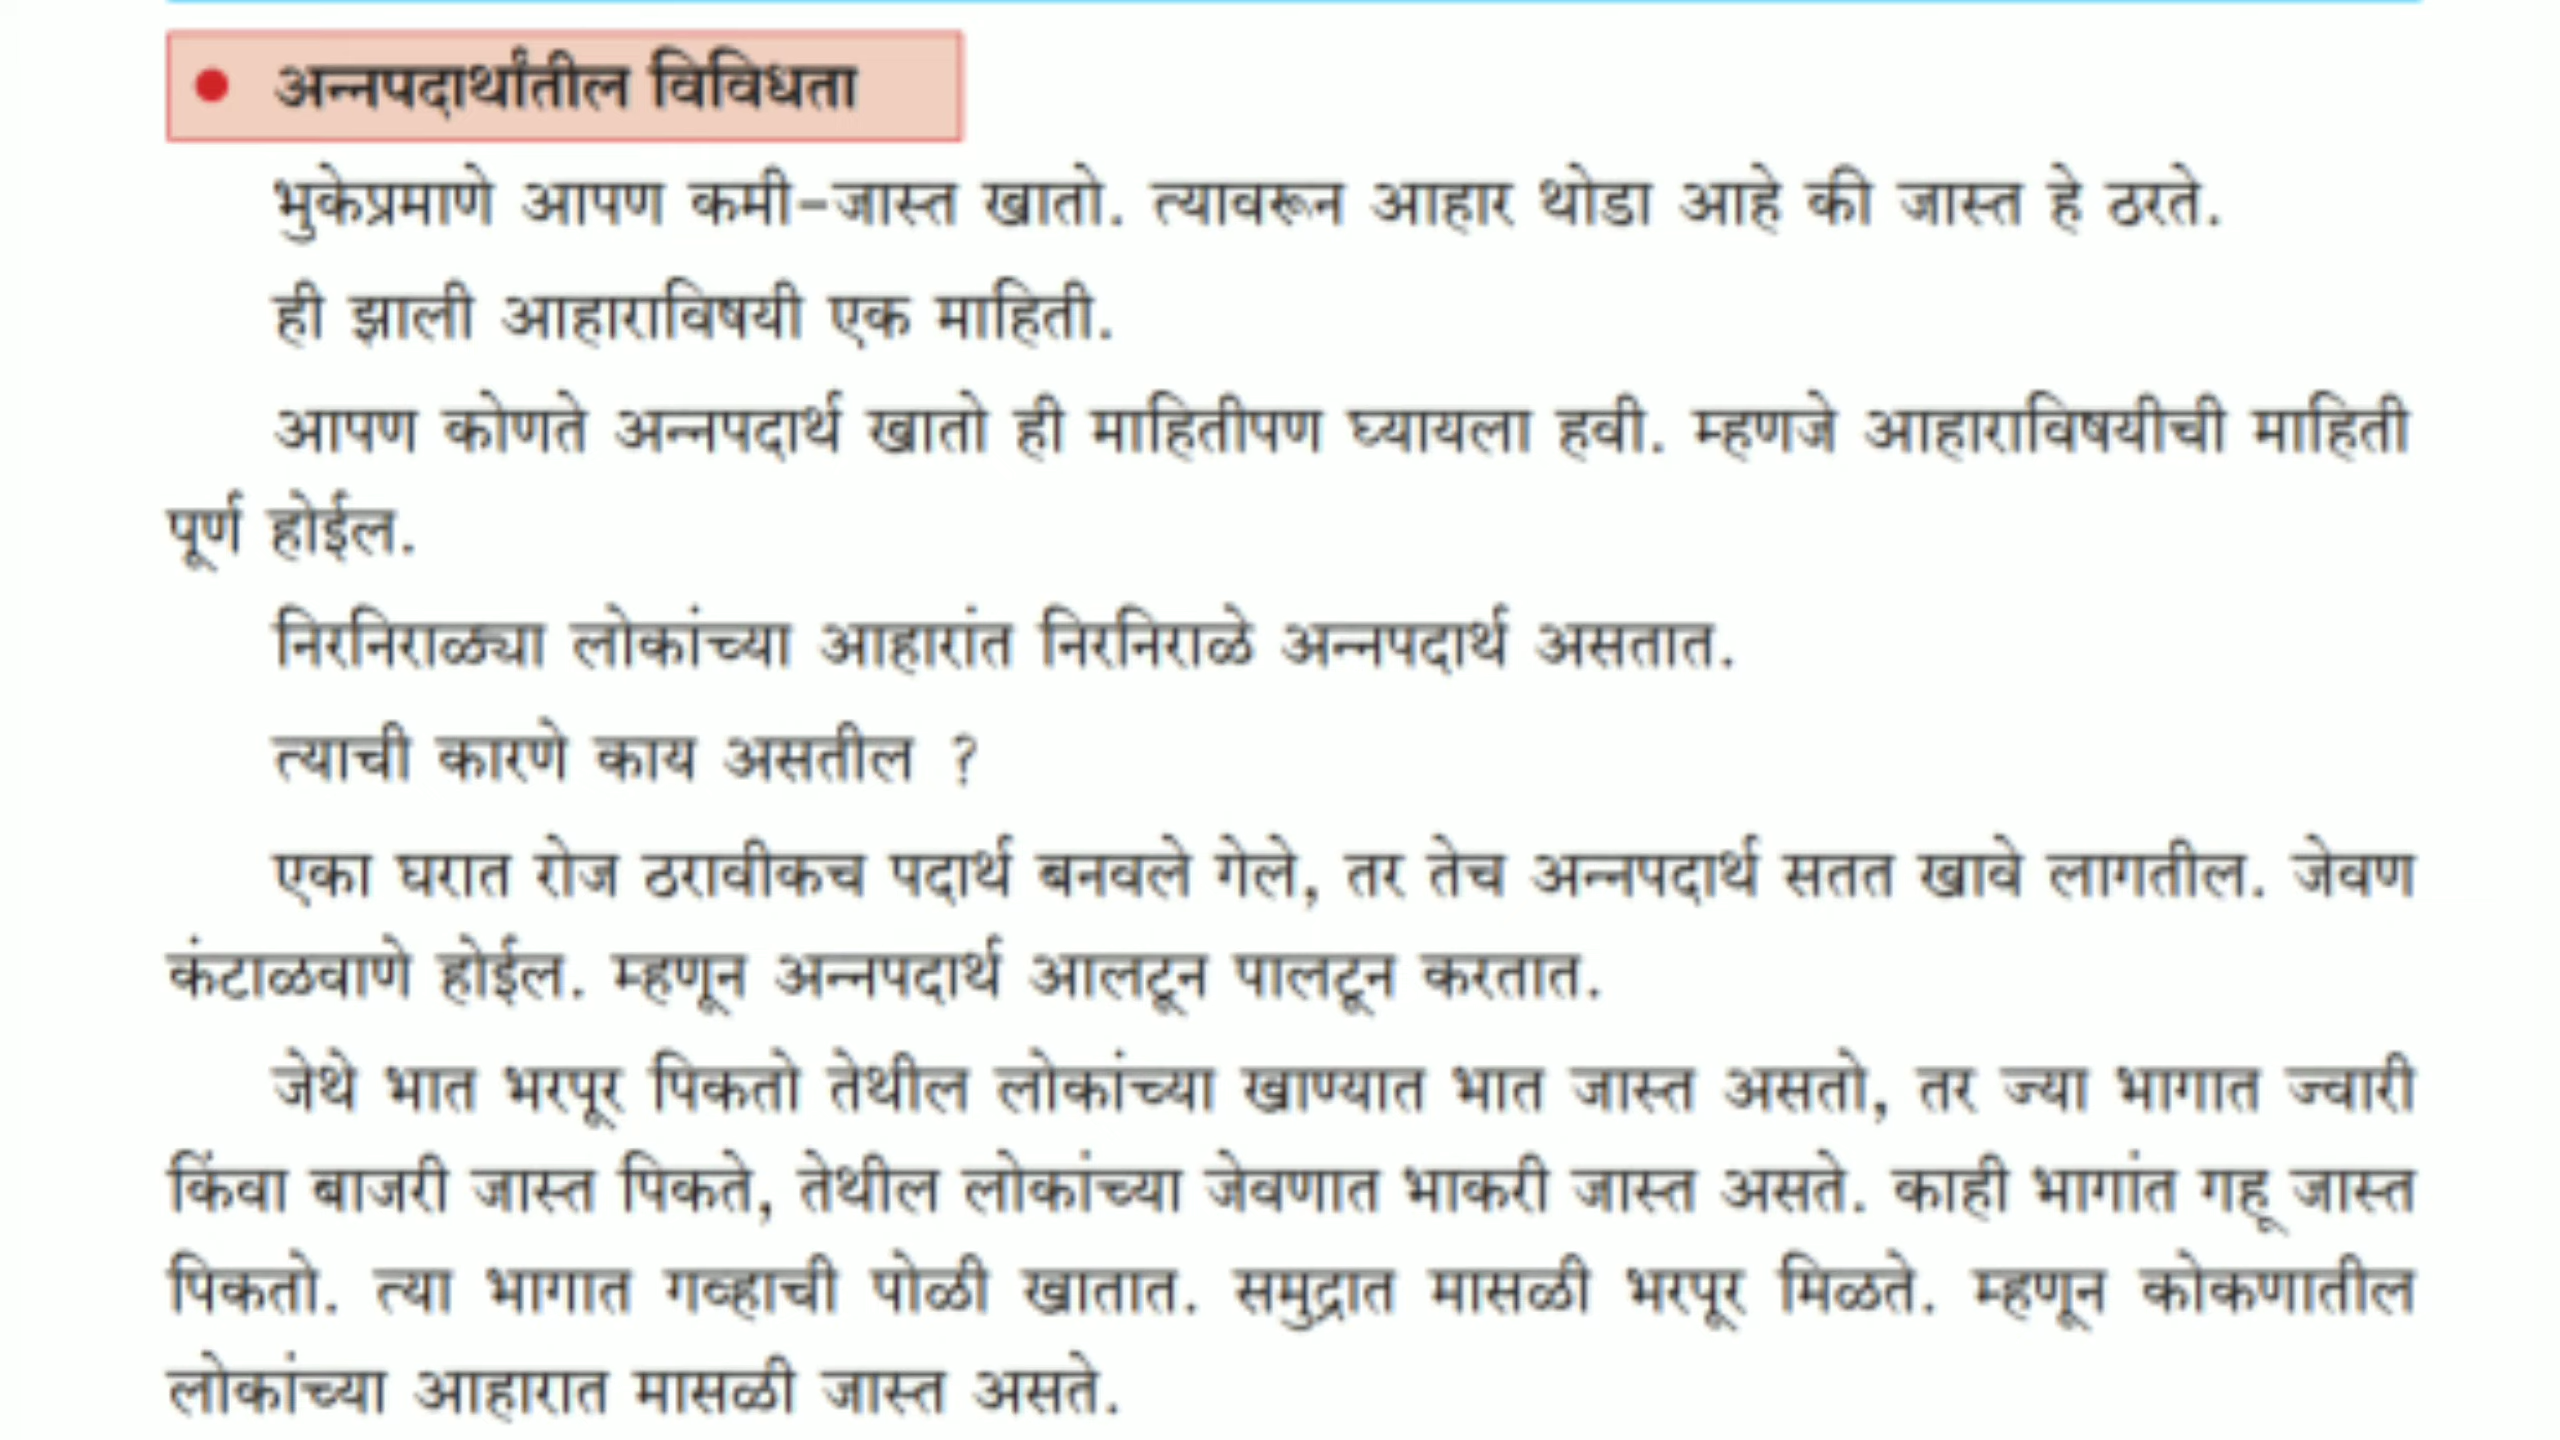 • अन्नपदार्थांतील विविधता
भुकेप्रमाणे आपण कमी-जास्त खातो. त्यावरून आहार थोडा आहे की जास्त हे ठरते.
ही झाली आहाराविषयी एक माहिती.
आपण कोणते अन्नपदार्थ खातो ही माहितीपण घ्यायला हवी. म्हणजे आहाराविषयीची माहिती
पूर्ण होईल.
निरनिराळ्या लोकांच्या आहारांत निरनिराळे अन्नपदार्थ असतात.
त्याची कारणे काय असतील ?
एका घरात रोज ठरावीकच पदार्थ बनवले गेले, तर तेच अन्नपदार्थ सतत खावे लागतील. जेवण
कंटाळवाणे होईल. म्हणून अन्नपदार्थ आलटून पालटून करतात.
जेथे भात भरपूर पिकतो तेथील लोकांच्या खाण्यात भात जास्त असतो, तर ज्या भागात ज्वारी
किंवा बाजरी जास्त पिकते, तेथील लोकांच्या जेवणात भाकरी जास्त असते. काही भागांत गहू जास्त
पिकतो. त्या भागात गव्हाची पोळी खातात. समुद्रात मासळी भरपूर मिळते. म्हणून कोकणातील
लोकांच्या आहारात मासळी जास्त असते.